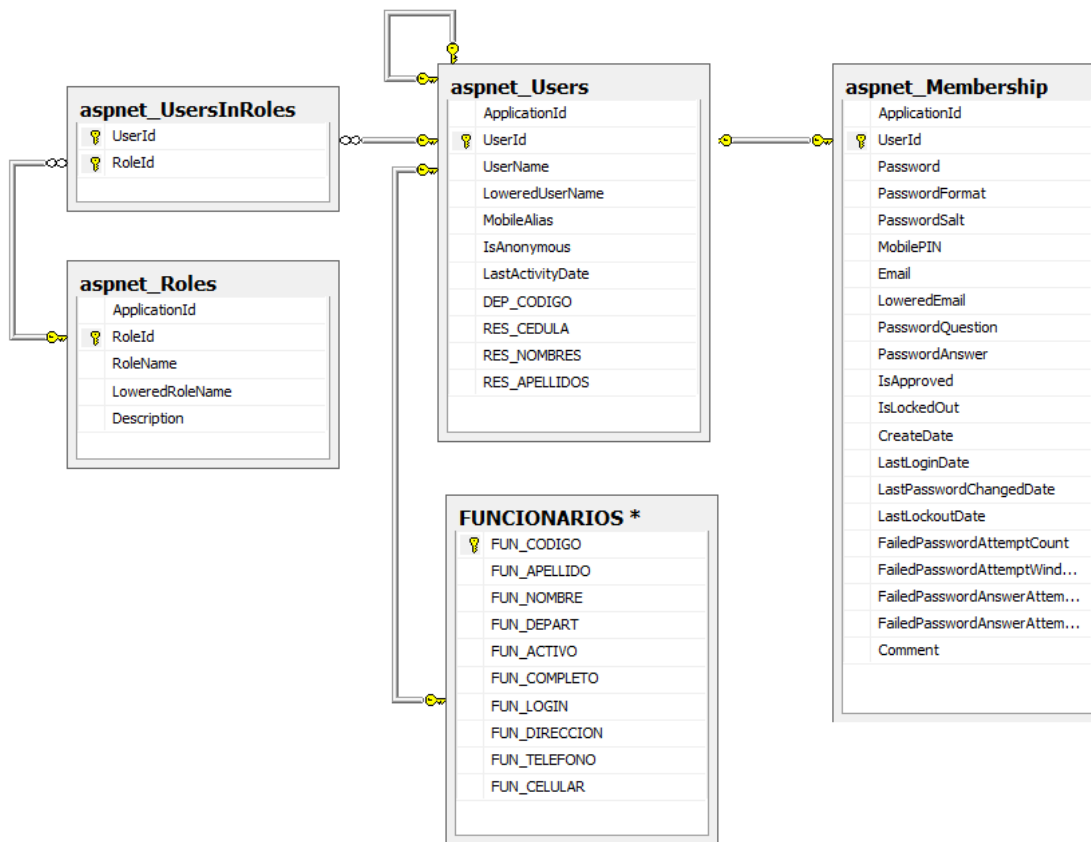 aspnet_UsersInRoles
UserId
RoleId
aspnet_Roles
ApplicationId
RoleId
RoleName
LoweredRoleName
Description
aspnet_Users
ApplicationId
UserId
UserName
LoweredUserName
MobileAlias
IsAnonymous
LastActivityDate
DEP_CODIGO
RES_CEDULA
RES_NOMBRES
RES_APELLIDOS
FUNCIONARIOS *
FUN_CODIGO
FUN_APELLIDO
FUN_NOMBRE
FUN_DEPART
FUN_ACTIVO
FUN_COMPLETO
FUN_LOGIN
FUN_DIRECCION
FUN_TELEFONO
FUN_CELULAR
aspnet_Membership
ApplicationId
UserId
Password
PasswordFormat
PasswordSalt
MobilePIN
Email
LoweredEmail
PasswordQuestion
PasswordAnswer
IsApproved
IsLockedOut
CreateDate
LastLoginDate
LastPasswordChangedDate
LastLockoutDate
FailedPasswordAttemptCount
FailedPasswordAttemptWind...
FailedPasswordAnswerAttem...
FailedPasswordAnswerAttem...
Comment